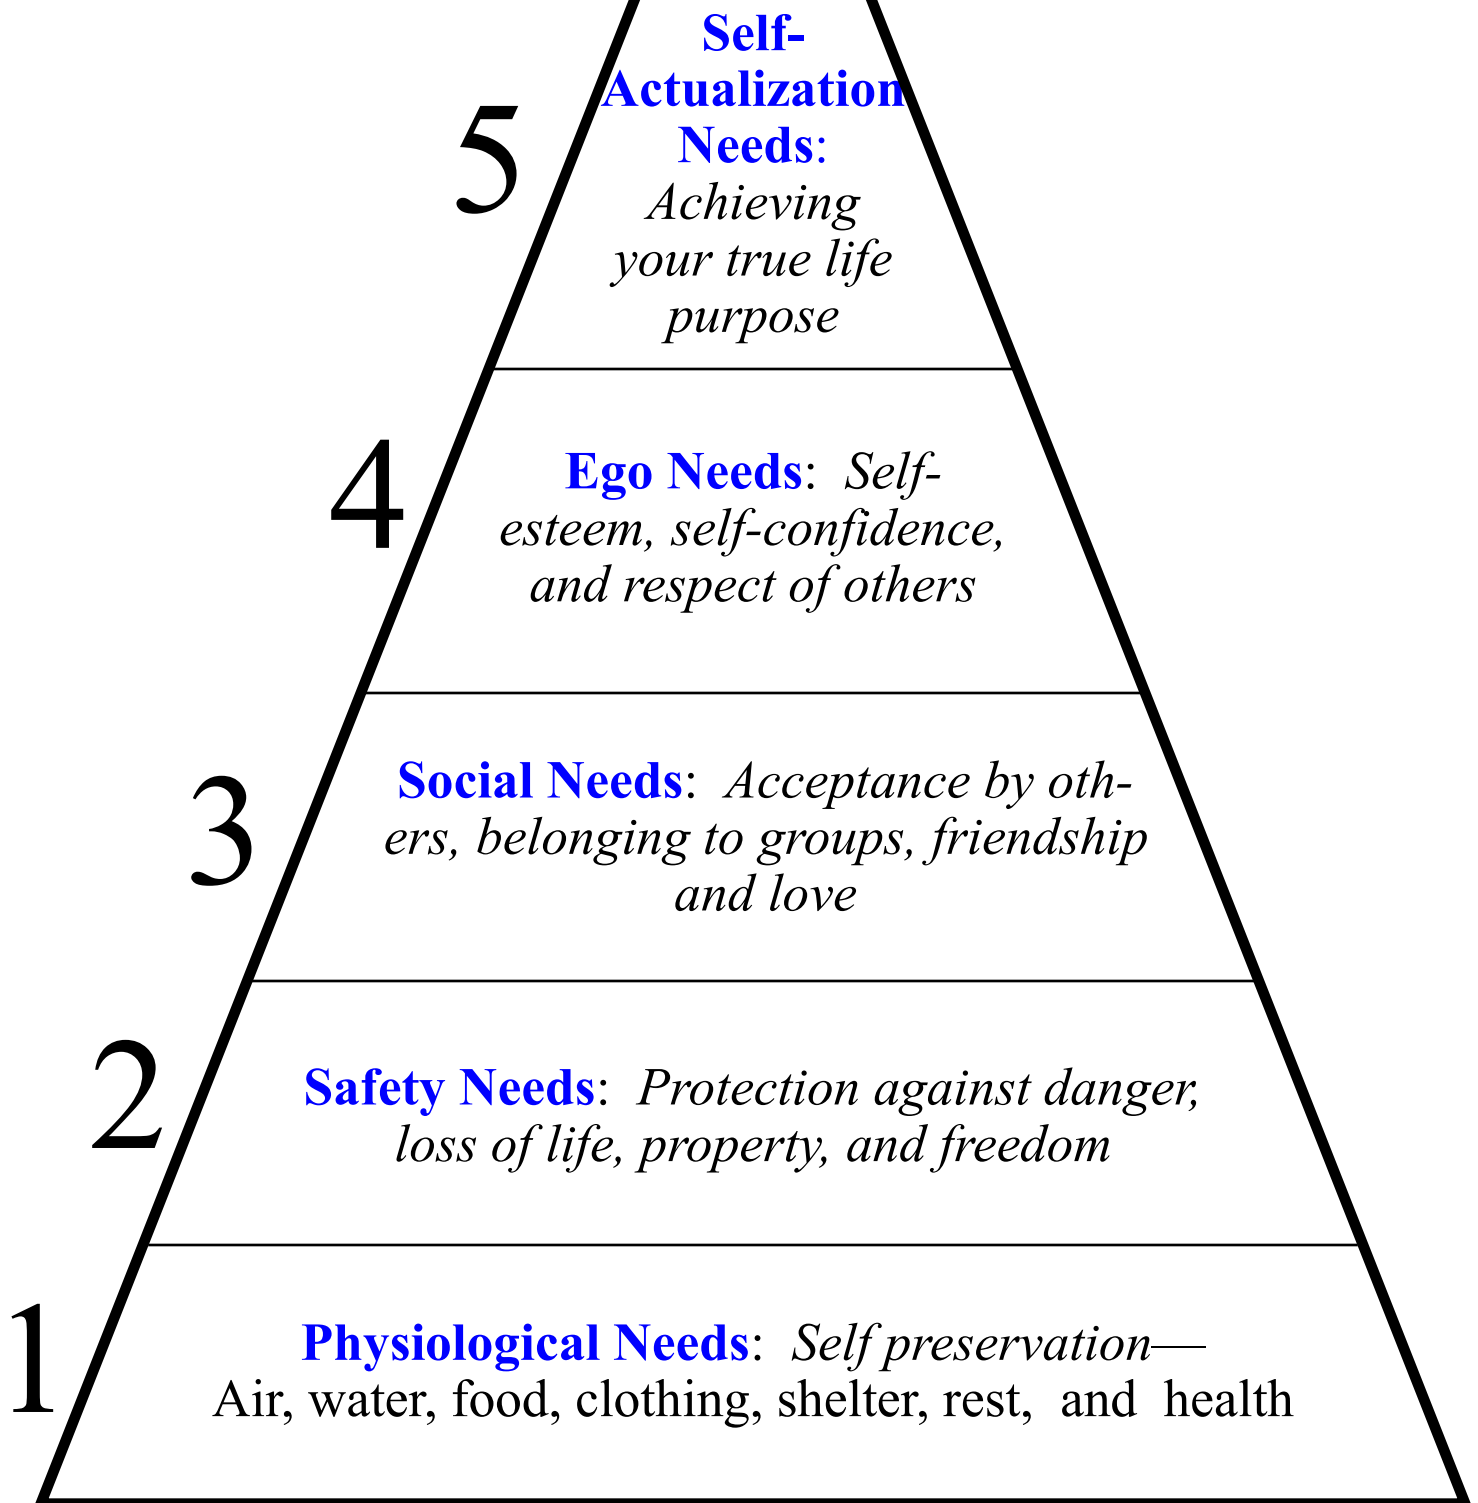 Self-
Actualization
Needs:
Achieving
your true life
purpose
5
Ego Needs:  Self-
esteem, self-confidence,
and respect of others
4
Social Needs:  Acceptance by oth-
ers, belonging to groups, friendship
and love
3
Safety Needs:  Protection against danger,
loss of life, property, and freedom
2
Physiological Needs:  Self preservation—
Air, water, food, clothing, shelter, rest,  and  health
1